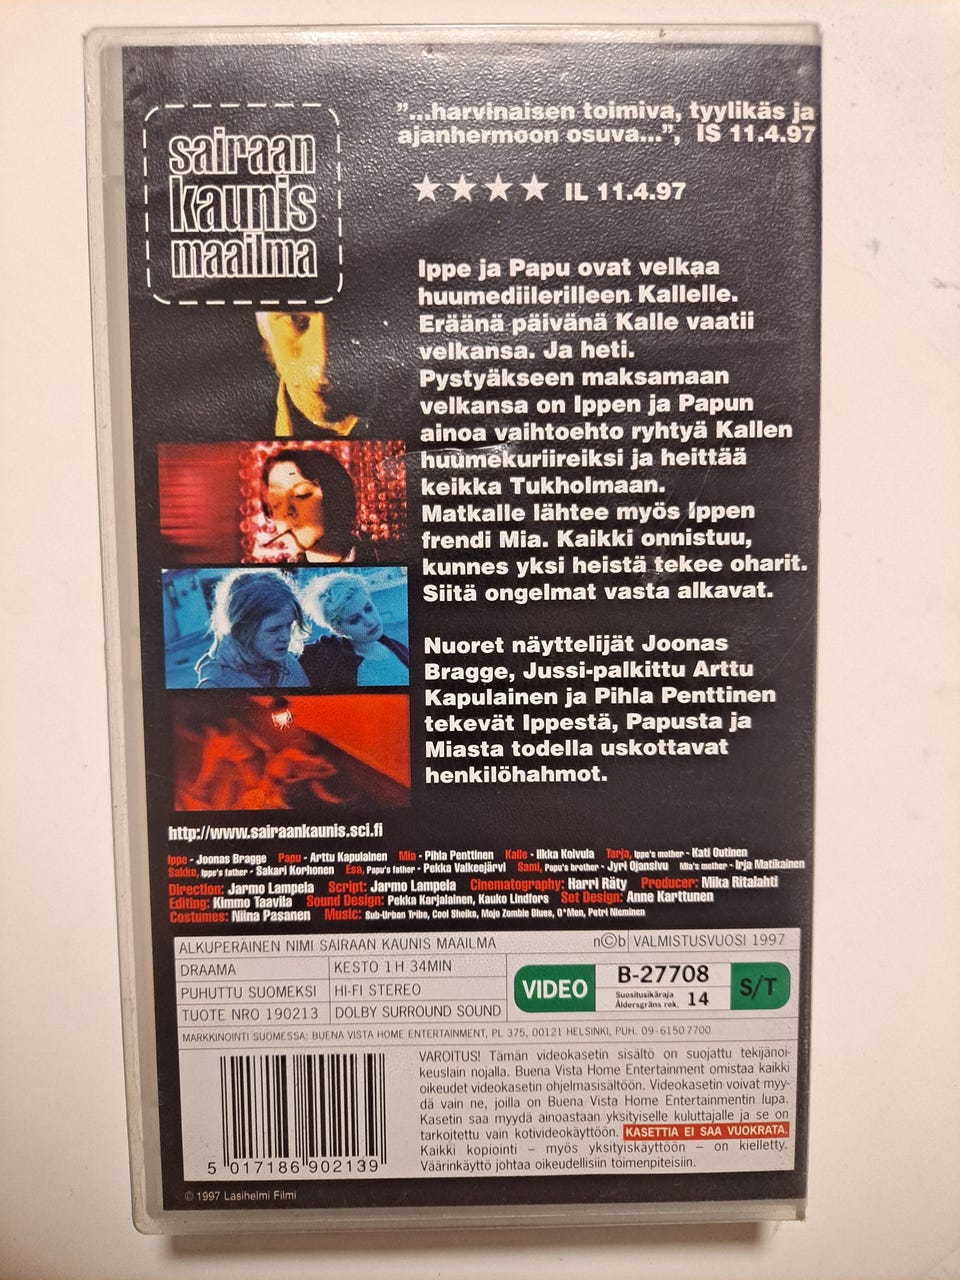 sairaan
kaunis
maailma
"...harvinaisen toimiva, tyylikäs ja
ajanhermoon osuva...", IS 11.4.97
★★★★ IL 11.4.97
Ippe ja Papu ovat velkaa
huumediilerilleen Kallelle.
Eräänä päivänä Kalle vaatii
velkansa. Ja heti.
Pystyäkseen maksamaan
velkansa on Ippen ja Papun
ainoa vaihtoehto ryhtyä Kallen
huumekuriireiksi ja heittää
keikka Tukholmaan.
Matkalle lähtee myös Ippen
frendi Mia. Kaikki onnistuu,
kunnes yksi heistä tekee oharit.
Siitä ongelmat vasta alkavat.
Nuoret näyttelijät Joonas
Bragge, Jussi-palkittu Arttu
Kapulainen ja Pihla Penttinen
tekevät Ippestä, Papusta ja
Miasta todella uskottavat
henkilöhahmot.
http://www.sairaankaunis.sci.fi
Ippe - Joonas Bragge Papu - Arttu Kapulainen Mia - Pihla Penttinen Kalle - Ilkka Koivula Tarja, Ippe's mother - Kati Outinen
Sakke, Ippe's father - Sakari Korhonen Esa, Papu's father - Pekka Valkeejärvi Sami, Papu's brother - Jyri Ojansivu Mia's mother - Irja Matikainen
Direction: Jarmo Lampela Script: Jarmo Lampela Cinematography: Harri Räty Producer: Mika Ritalahti
Editing: Kimmo Taavila Sound Design: Pekka Karjalainen, Kauko Lindfors Set Design: Anne Karttunen
Costumes: Niina Pasanen Music: Sub-Urban Tribe, Cool Sheiks, Mojo Zombie Blues, O*Men, Petri Nieminen
ALKUPERÄINEN NIMI SAIRAAN KAUNIS MAAILMA n©b VALMISTUSVUOSI 1997
DRAAMA KESTO 1H 34MIN
PUHUTTU SUOMEKSI HI-FI STEREO
TUOTE NRO 190213 DOLBY SURROUND SOUND
VIDEO B-27708 S/T
Suositusikäraja
Åldersgräns rek. 14
MARKKINOINTI SUOMESSA: BUENA VISTA HOME ENTERTAINMENT, PL 375, 00121 HELSINKI, PUH. 09-6150 7700
VAROITUS! Tämän videokasetin sisältö on suojattu tekijänoi-
keuslain nojalla. Buena Vista Home Entertainment omistaa kaikki
oikeudet videokasetin ohjelmasisältöön. Videokasetin voivat myy-
dä vain ne, joilla on Buena Vista Home Entertainmentin lupa.
Kasetin saa myydä ainoastaan yksityiselle kuluttajalle ja se on
tarkoitettu vain kotivideokäyttöön. KASETTIA EI SAA VUOKRATA.
Kaikki kopiointi – myös yksityiskäyttöön – on kielletty.
Väärinkäyttö johtaa oikeudellisiin toimenpiteisiin.
5 017186 902139
© 1997 Lasihelmi Filmi